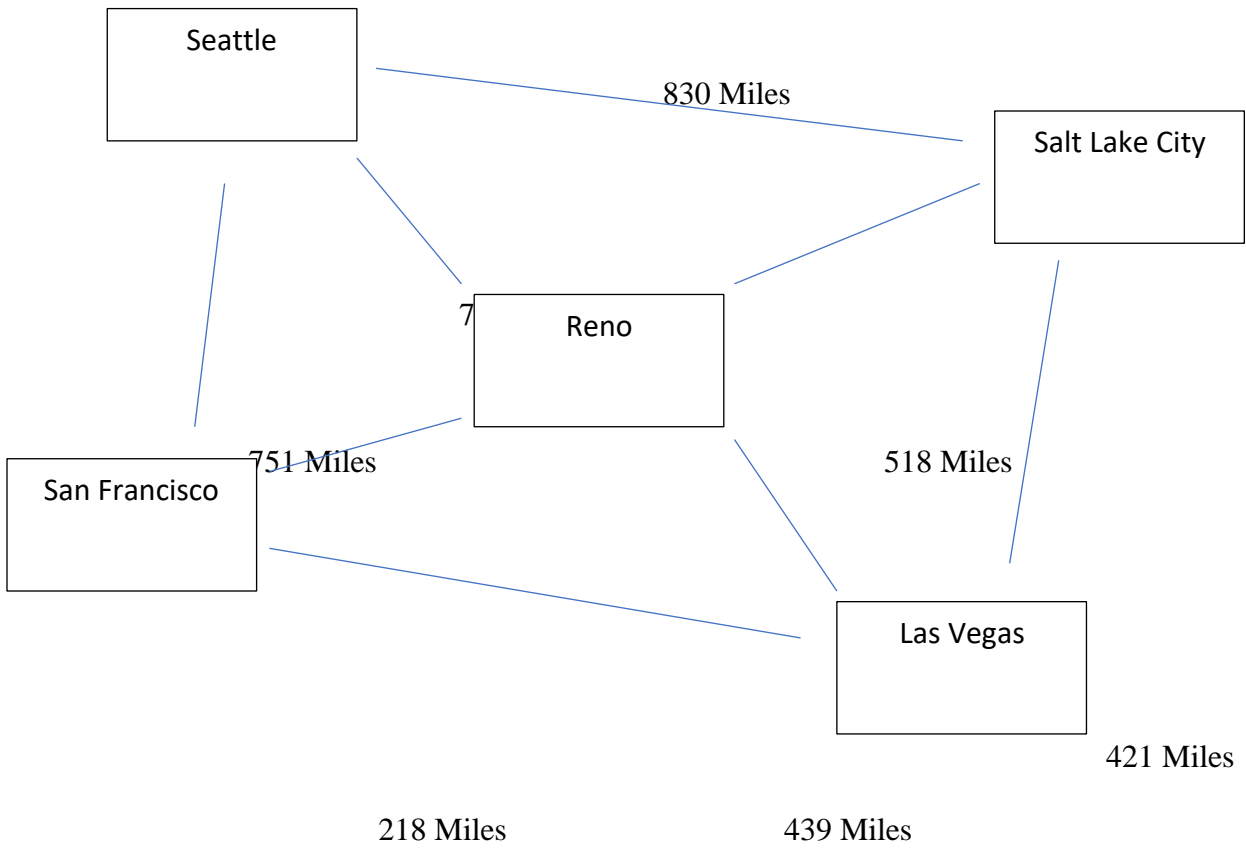 Seattle
830 Miles
Salt Lake City
7
Reno
751 Miles
518 Miles
San Francisco
Las Vegas
421 Miles
218 Miles
439 Miles